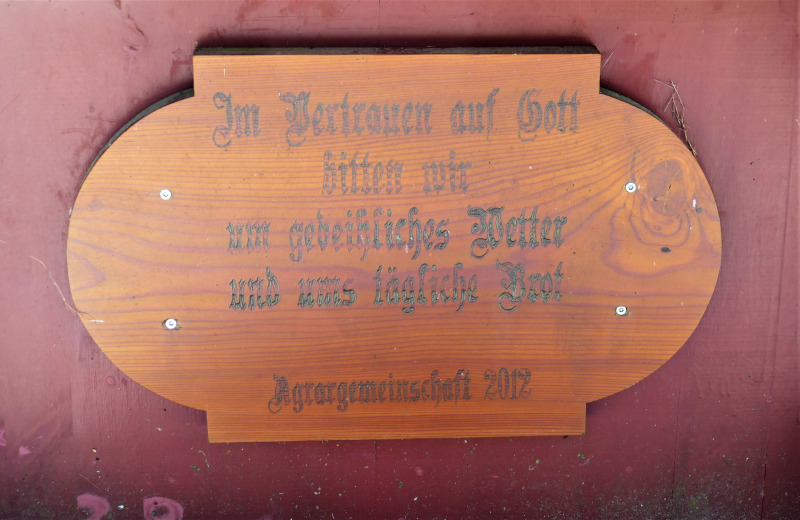 Im Vertrauen auf Gott
bitten wir
um gedeihliches Wetter
und ums tägliche Brot
Agrargemeinschaft 2012